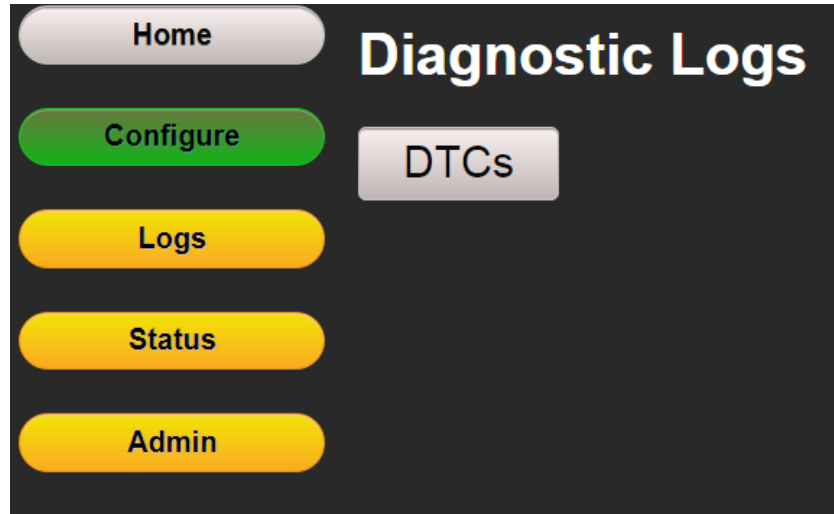 Home
Configure
Logs
Status
Admin
Diagnostic Logs
DTCs